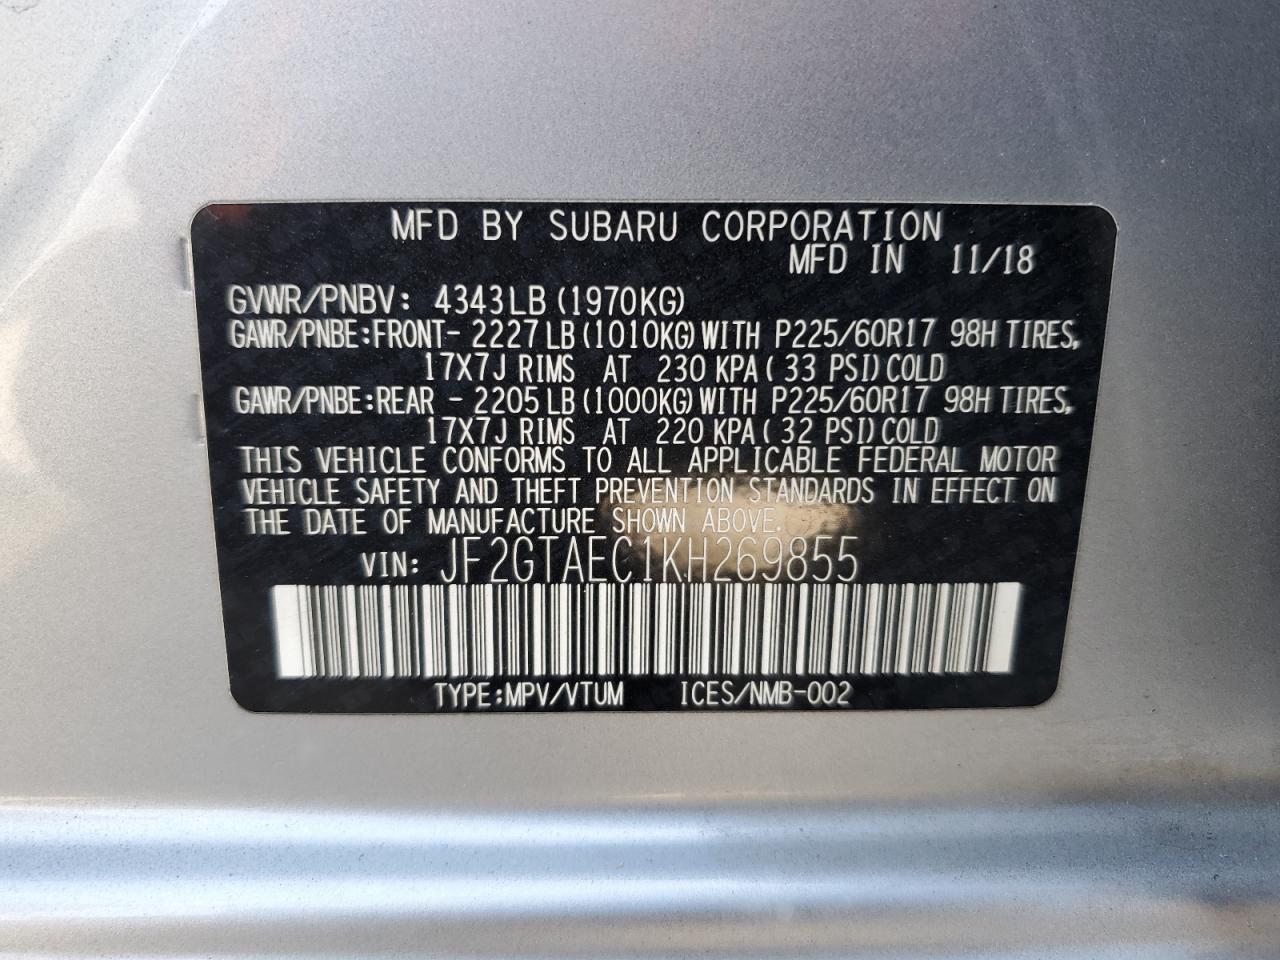 MFD BY SUBARU CORPORATION
MFD IN 11/18
GVWR/PNBV: 4343LB(1970KG)
GAWR/PNBE:FRONT- 2227LB(1010KG)WITH P225/60R17 98H TIRES,
17X7J RIMS AT 230 KPA( 33 PSI)COLD
GAWR/PNBE:REAR - 2205LB(1000KG)WITH P225/60R17 98H TIRES,
17X7J RIMS AT 220 KPA( 32 PSI)COLD
THIS VEHICLE CONFORMS TO ALL APPLICABLE FEDERAL MOTOR
VEHICLE SAFETY AND THEFT PREVENTION STANDARDS IN EFFECT ON
THE DATE OF MANUFACTURE SHOWN ABOVE.
VIN: JF2GTAEC1KH269855
TYPE:MPV/VTUM ICES/NMB-002